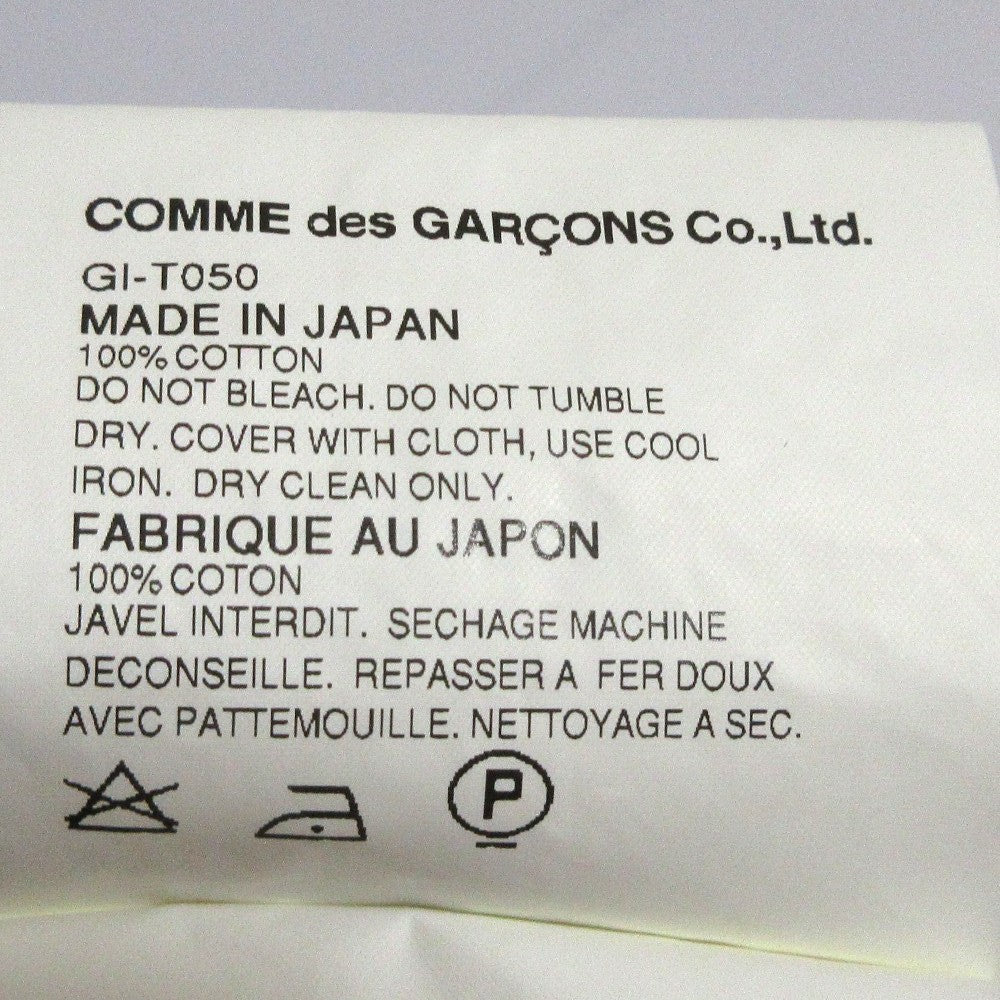 COMME des GARÇONS Co.,Ltd.
GI-T050
MADE IN JAPAN
100% COTTON
DO NOT BLEACH. DO NOT TUMBLE
DRY. COVER WITH CLOTH, USE COOL
IRON. DRY CLEAN ONLY.
FABRIQUE AU JAPON
100% COTON
JAVEL INTERDIT. SECHAGE MACHINE
DECONSEILLE. REPASSER A FER DOUX
AVEC PATTEMOUILLE. NETTOYAGE A SEC.
P